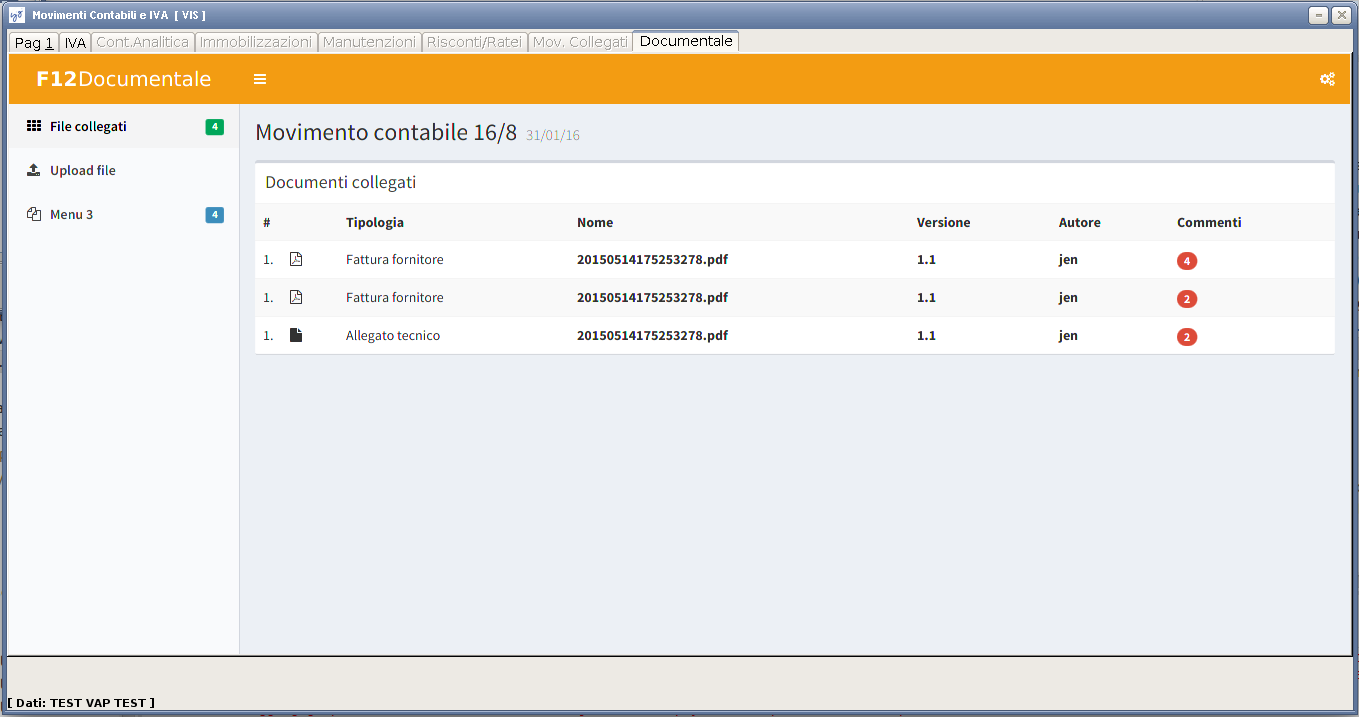 Movimenti Contabili e IVA [ VIS ]
Pag 1 IVA Cont.Analitica Immobilizzazioni Manutenzioni Risconti/Ratei Mov. Collegati Documentale
F12Documentale
File collegati 4
Upload file
Menu 3 4
Movimento contabile 16/8 31/01/16
Documenti collegati
# Tipologia Nome Versione Autore Commenti
1. Fattura fornitore 20150514175253278.pdf 1.1 jen 4
1. Fattura fornitore 20150514175253278.pdf 1.1 jen 2
1. Allegato tecnico 20150514175253278.pdf 1.1 jen 2
[ Dati: TEST VAP TEST ]